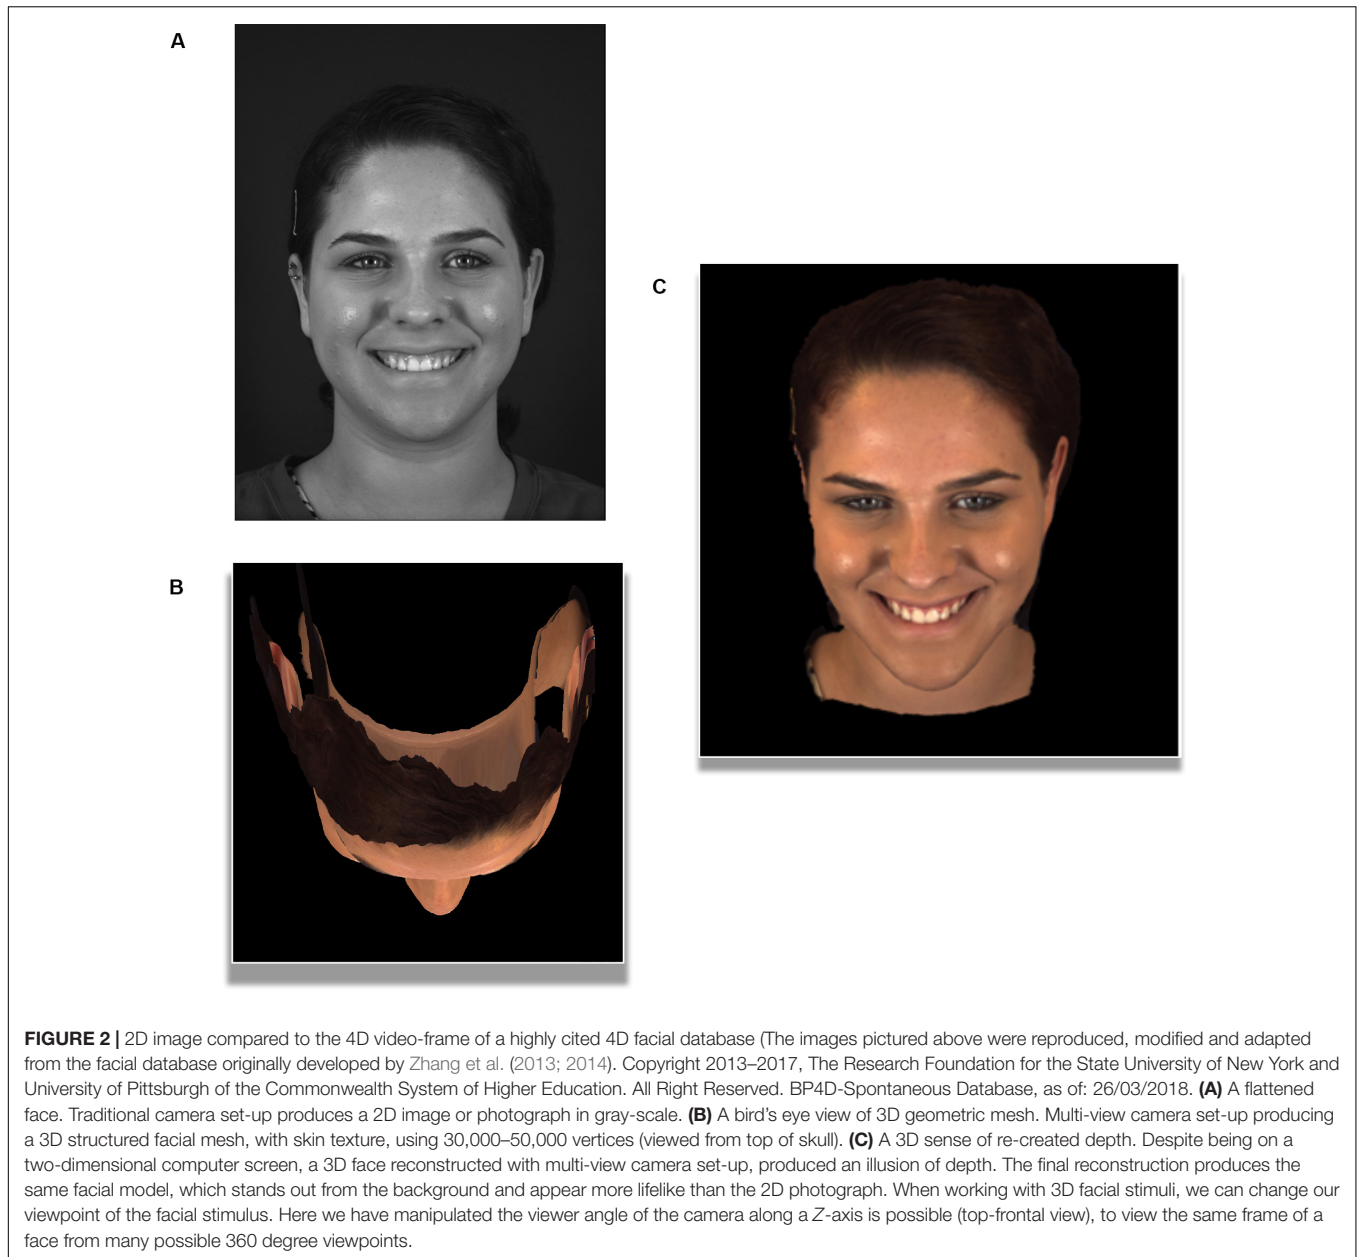 A
C
B
FIGURE 2 | 2D image compared to the 4D video-frame of a highly cited 4D facial database (The images pictured above were reproduced, modified and adapted
from the facial database originally developed by Zhang et al. (2013; 2014). Copyright 2013–2017, The Research Foundation for the State University of New York and
University of Pittsburgh of the Commonwealth System of Higher Education. All Right Reserved. BP4D-Spontaneous Database, as of: 26/03/2018. (A) A flattened
face. Traditional camera set-up produces a 2D image or photograph in gray-scale. (B) A bird's eye view of 3D geometric mesh. Multi-view camera set-up producing
a 3D structured facial mesh, with skin texture, using 30,000–50,000 vertices (viewed from top of skull). (C) A 3D sense of re-created depth. Despite being on a
two-dimensional computer screen, a 3D face reconstructed with multi-view camera set-up, produced an illusion of depth. The final reconstruction produces the
same facial model, which stands out from the background and appear more lifelike than the 2D photograph. When working with 3D facial stimuli, we can change our
viewpoint of the facial stimulus. Here we have manipulated the viewer angle of the camera along a Z-axis is possible (top-frontal view), to view the same frame of a
face from many possible 360 degree viewpoints.